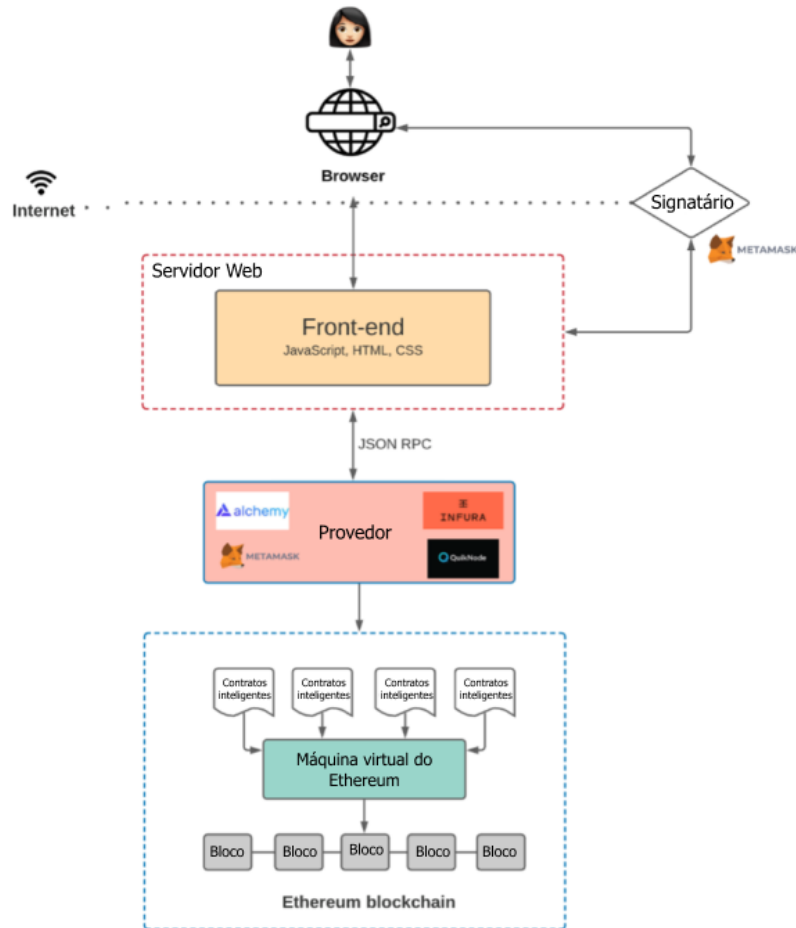 Browser
Internet
Signatário
METAMASK
Servidor Web
Front-end
JavaScript, HTML, CSS
JSON RPC
alchemy
INFURA
Provedor
METAMASK
QuikNode
Contratos
inteligentes
Contratos
inteligentes
Contratos
inteligentes
Contratos
inteligentes
Máquina virtual do
Ethereum
Bloco
Bloco
Bloco
Bloco
Bloco
Ethereum blockchain